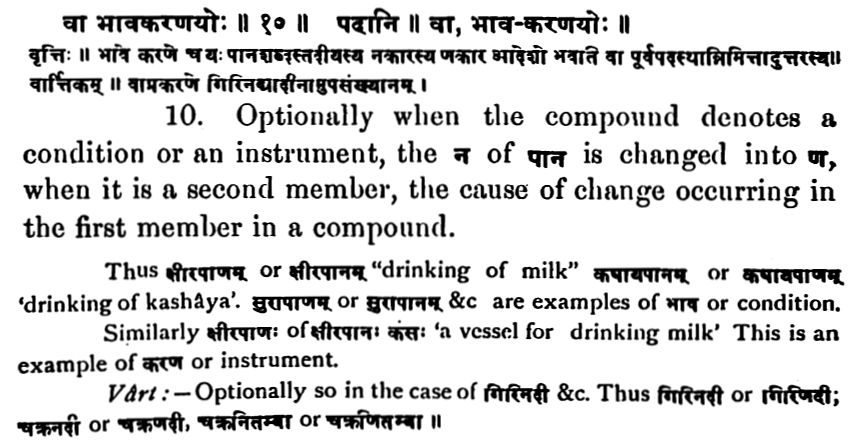 वा भावकरणयोः ॥ १० ॥ पदानि ॥ वा, भाव-करणयोः ॥
वृत्तिः ॥ भावे करणे च यः पानशब्दस्तदीयस्य नकारस्य णकार आदेशो भवति वा पूर्वपदस्थान्निमित्तादुत्तरस्य॥
वार्त्तिकम् ॥ वाप्रकरणे गिरिनद्यादीनामुपसंख्यानम् ।
10. Optionally when the compound denotes a
condition or an instrument, the न of पान is changed into ण,
when it is a second member, the cause of change occurring in
the first member in a compound.
Thus क्षीरपाणम् or क्षीरपानम् “drinking of milk” कषायपानम् or कषायपाणम्
‘drinking of kashâya’. सुरापाणम् or सुरापानम् &c are examples of भाव or condition.
Similarly क्षीरपाणः of क्षीरपानः कंसः ‘a vessel for drinking milk’ This is an
example of करण or instrument.
Vârt :—Optionally so in the case of गिरिनदी &c. Thus गिरिनदी or गिरिणदी;
चक्रनदी or चक्रणदी, चक्रनितम्बा or चक्रणितम्बा ॥